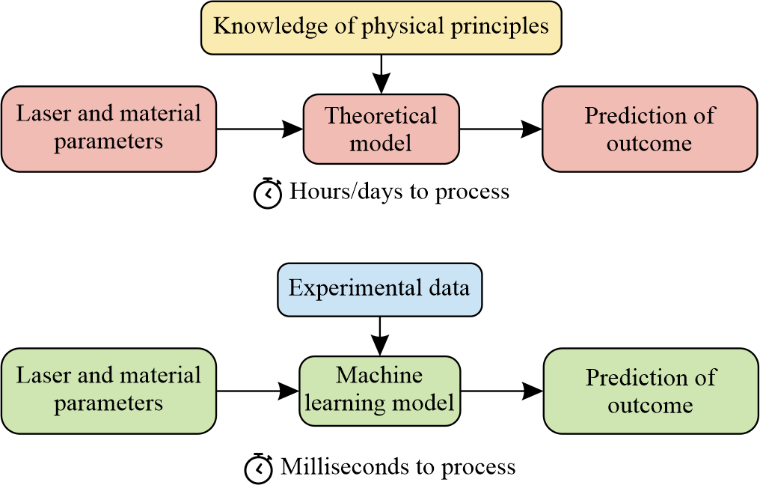 Knowledge of physical principles
Laser and material
parameters
Theoretical
model
Prediction of
outcome
Hours/days to process
Experimental data
Laser and material
parameters
Machine
learning model
Prediction of
outcome
Milliseconds to process